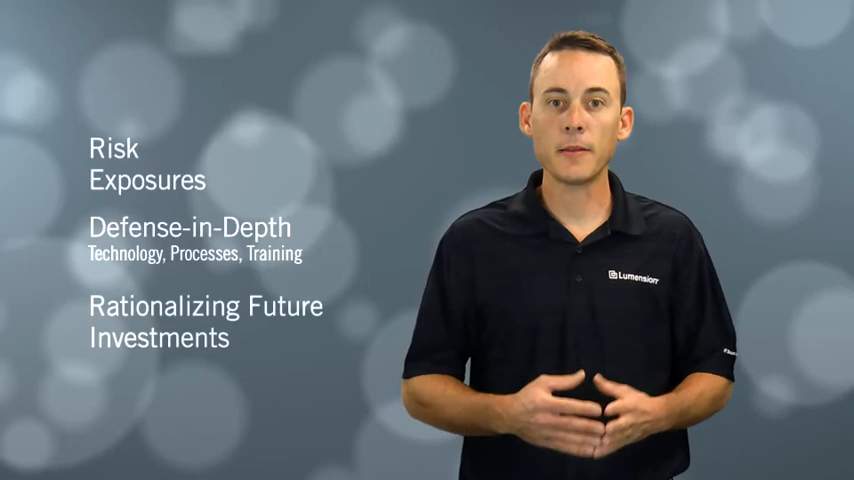 Risk
Exposures
Defense-in-Depth
Technology, Processes, Training
Rationalizing Future
Investments
Lumension